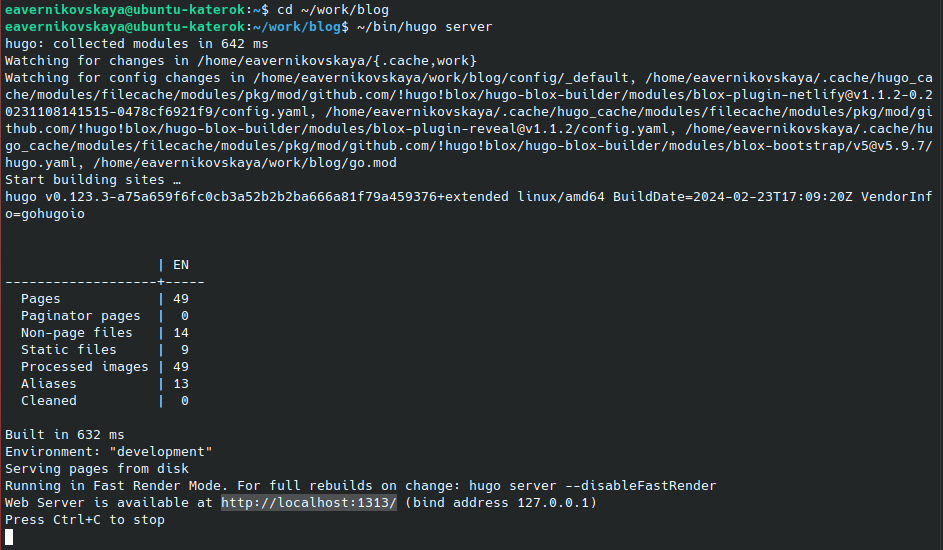 eavernikovskaya@ubuntu-katerok:~$ cd ~/work/blog
eavernikovskaya@ubuntu-katerok:~/work/blog$ ~/bin/hugo server
hugo: collected modules in 642 ms
Watching for changes in /home/eavernikovskaya/{.cache,work}
Watching for config changes in /home/eavernikovskaya/work/blog/config/_default, /home/eavernikovskaya/.cache/hugo_ca
che/modules/filecache/modules/pkg/mod/github.com/!hugo!blox/hugo-blox-builder/modules/blox-plugin-netlify@v1.1.2-0.2
0231108141515-0478cf6921f9/config.yaml, /home/eavernikovskaya/.cache/hugo_cache/modules/filecache/modules/pkg/mod/gi
thub.com/!hugo!blox/hugo-blox-builder/modules/blox-plugin-reveal@v1.1.2/config.yaml, /home/eavernikovskaya/.cache/hu
go_cache/modules/filecache/modules/pkg/mod/github.com/!hugo!blox/hugo-blox-builder/modules/blox-bootstrap/v5@v5.9.7/
hugo.yaml, /home/eavernikovskaya/work/blog/go.mod
Start building sites …
hugo v0.123.3-a75a659f6fc0cb3a52b2b2ba666a81f79a459376+extended linux/amd64 BuildDate=2024-02-23T17:09:20Z VendorInf
o=gohugoio
                   | EN
-------------------+-----
  Pages            | 49
  Paginator pages  |  0
  Non-page files   | 14
  Static files     |  9
  Processed images | 49
  Aliases          | 13
  Cleaned          |  0
Built in 632 ms
Environment: "development"
Serving pages from disk
Running in Fast Render Mode. For full rebuilds on change: hugo server --disableFastRender
Web Server is available at http://localhost:1313/ (bind address 127.0.0.1)
Press Ctrl+C to stop